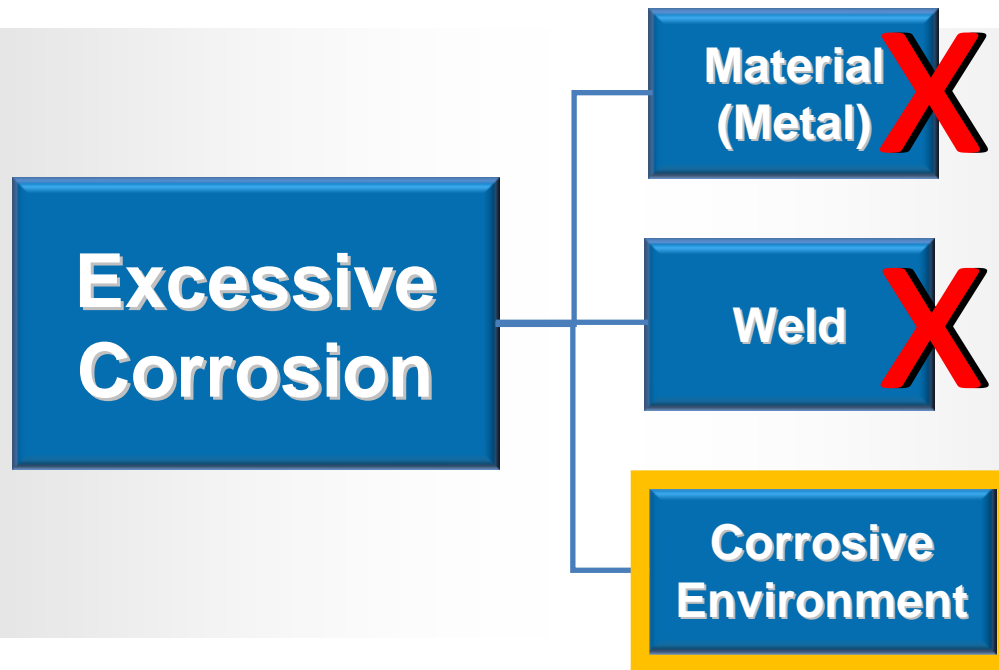 Excessive
Corrosion
Material
(Metal)
X
Weld
X
Corrosive
Environment